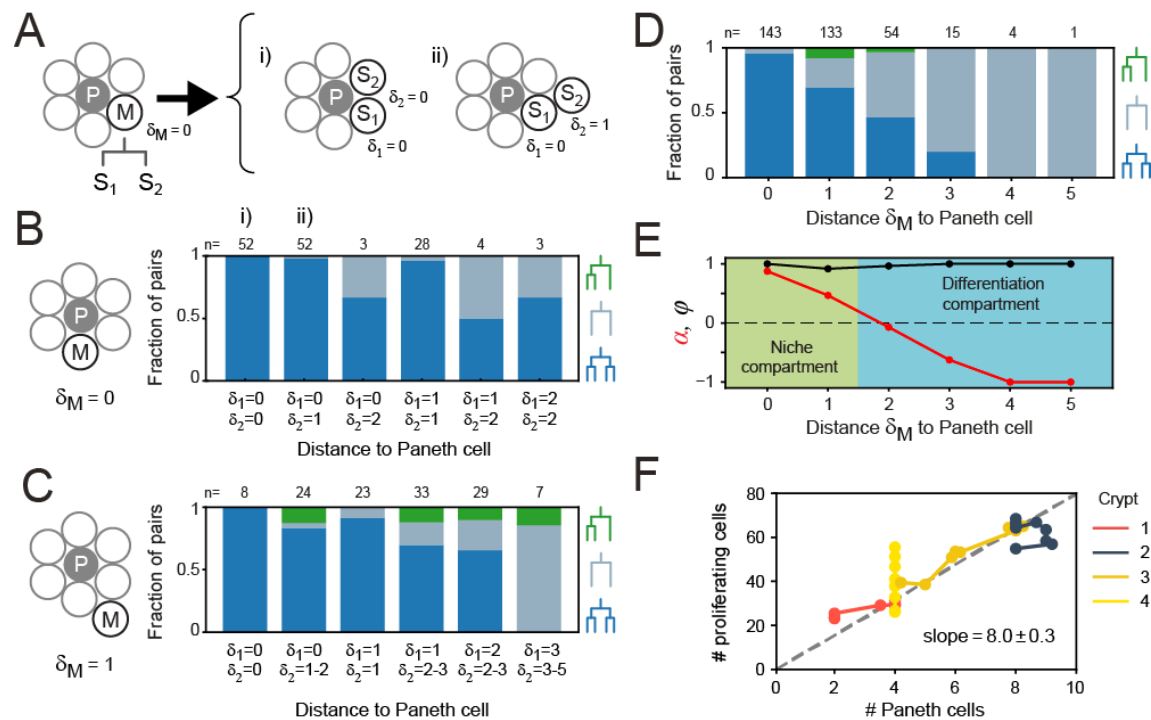 A
P
M
δM = 0
S1 S2
i)
P
S2
S1
δ2 = 0
δ1 = 0
ii)
P
S1
S2
δ2 = 1
δ1 = 0
B
P
M
δM = 0
i) ii)
n= 52 52 3 28 4 3
Fraction of pairs
1
0.5
0
δ1=0 δ1=0 δ1=0 δ1=1 δ1=1 δ1=2
δ2=0 δ2=1 δ2=2 δ2=1 δ2=2 δ2=2
Distance to Paneth cell
C
P
M
δM = 1
n= 8 24 23 33 29 7
Fraction of pairs
1
0.5
0
δ1=0 δ1=0 δ1=1 δ1=1 δ1=2 δ1=3
δ2=0 δ2=1-2 δ2=1 δ2=2-3 δ2=2-3 δ2=3-5
Distance to Paneth cell
D
n= 143 133 54 15 4 1
Fraction of pairs
1
0.5
0
0 1 2 3 4 5
Distance δM to Paneth cell
E
α, φ
1
0
−1
Niche
compartment
Differentiation
compartment
0 1 2 3 4 5
Distance δM to Paneth cell
F
# proliferating cells
80
60
40
20
0
slope = 8.0 ± 0.3
0 2 4 6 8 10
# Paneth cells
Crypt
1
2
3
4